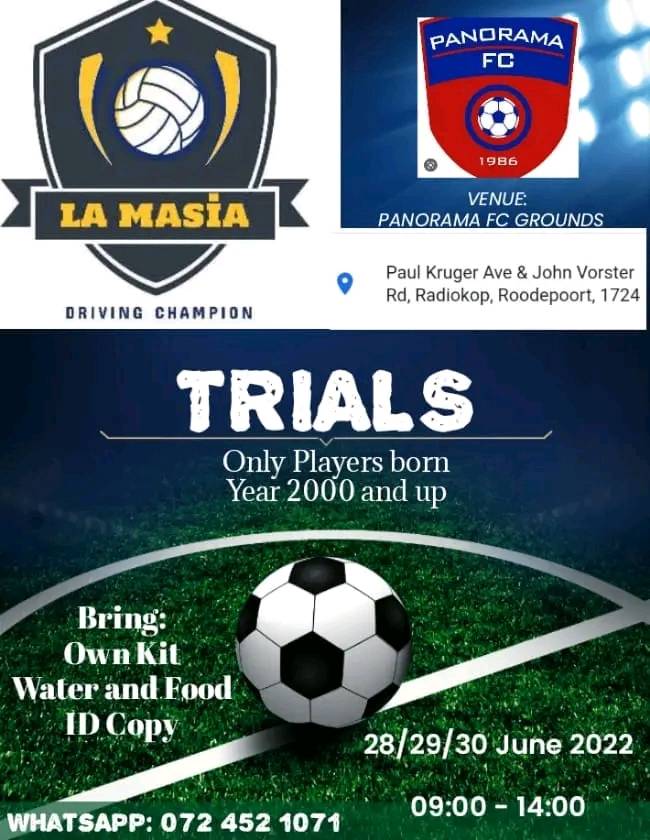 LA MASİA
DRIVING CHAMPION
PANORAMA
FC
1986
VENUE:
PANORAMA FC GROUNDS
Paul Kruger Ave & John Vorster
Rd, Radiokop, Roodepoort, 1724
TRIALS
Only Players born
Year 2000 and up
Bring:
Own Kit
Water and Food
ID Copy
28/29/30 June 2022
09:00 - 14:00
WHATSAPP: 072 452 1071